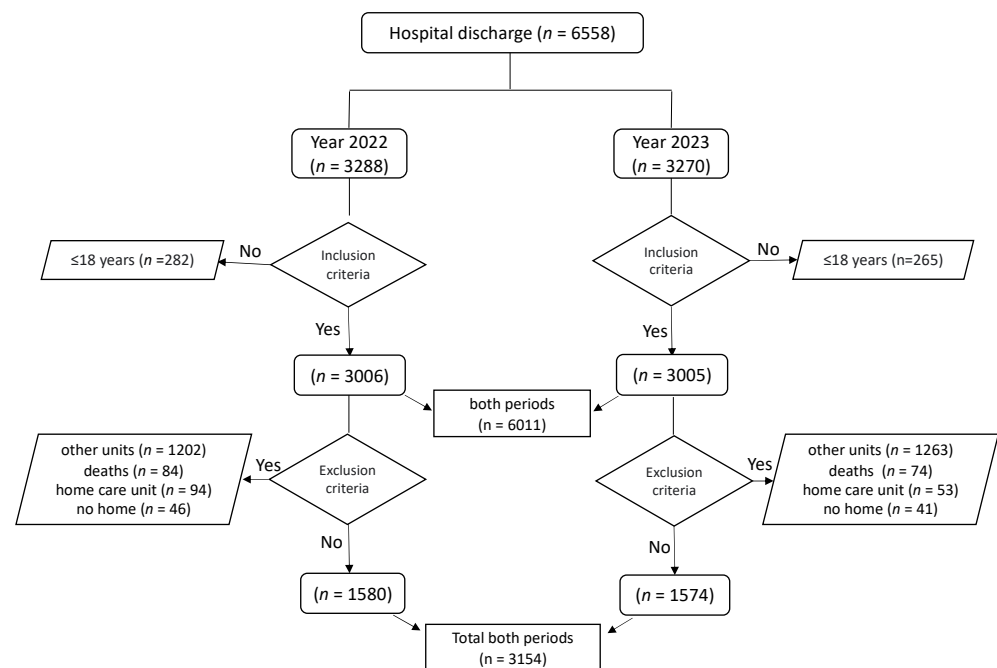 Hospital discharge (n = 6558)
Year 2022
(n = 3288)
Year 2023
(n = 3270)
≤18 years (n =282)
No
Inclusion
criteria
Inclusion
criteria
No
≤18 years (n=265)
Yes
Yes
(n = 3006)
(n = 3005)
both periods
(n = 6011)
other units (n = 1202)
deaths (n = 84)
home care unit (n = 94)
no home (n = 46)
Yes
Exclusion
criteria
Exclusion
criteria
Yes
other units (n = 1263)
deaths (n = 74)
home care unit (n = 53)
no home (n = 41)
No
No
(n = 1580)
(n = 1574)
Total both periods
(n = 3154)